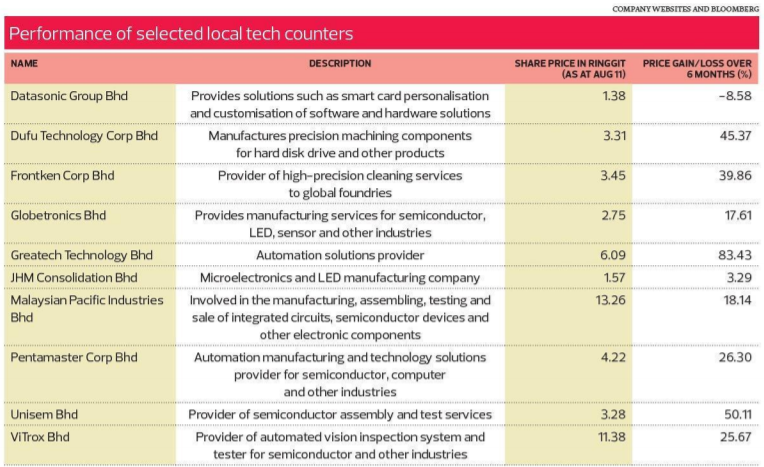 COMPANY WEBSITES AND BLOOMBERG
Performance of selected local tech counters
NAME DESCRIPTION SHARE PRICE IN RINGGIT PRICE GAIN/LOSS OVER
(AS AT AUG 11) 6 MONTHS (%)
Datasonic Group Bhd Provides solutions such as smart card personalisation 1.38 –8.58
and customisation of software and hardware solutions
Dufu Technology Corp Bhd Manufactures precision machining components 3.31 45.37
for hard disk drive and other products
Frontken Corp Bhd Provider of high-precision cleaning services 3.45 39.86
to global foundries
Globetronics Bhd Provides manufacturing services for semiconductor, 2.75 17.61
LED, sensor and other industries
Greatech Technology Bhd Automation solutions provider 6.09 83.43
JHM Consolidation Bhd Microelectronics and LED manufacturing company 1.57 3.29
Malaysian Pacific Industries Involved in the manufacturing, assembling, testing and 13.26 18.14
Bhd sale of integrated circuits, semiconductor devices and
other electronic components
Pentamaster Corp Bhd Automation manufacturing and technology solutions 4.22 26.30
provider for semiconductor, computer
and other industries
Unisem Bhd Provider of semiconductor assembly and test services 3.28 50.11
ViTrox Bhd Provider of automated vision inspection system and 11.38 25.67
tester for semiconductor and other industries